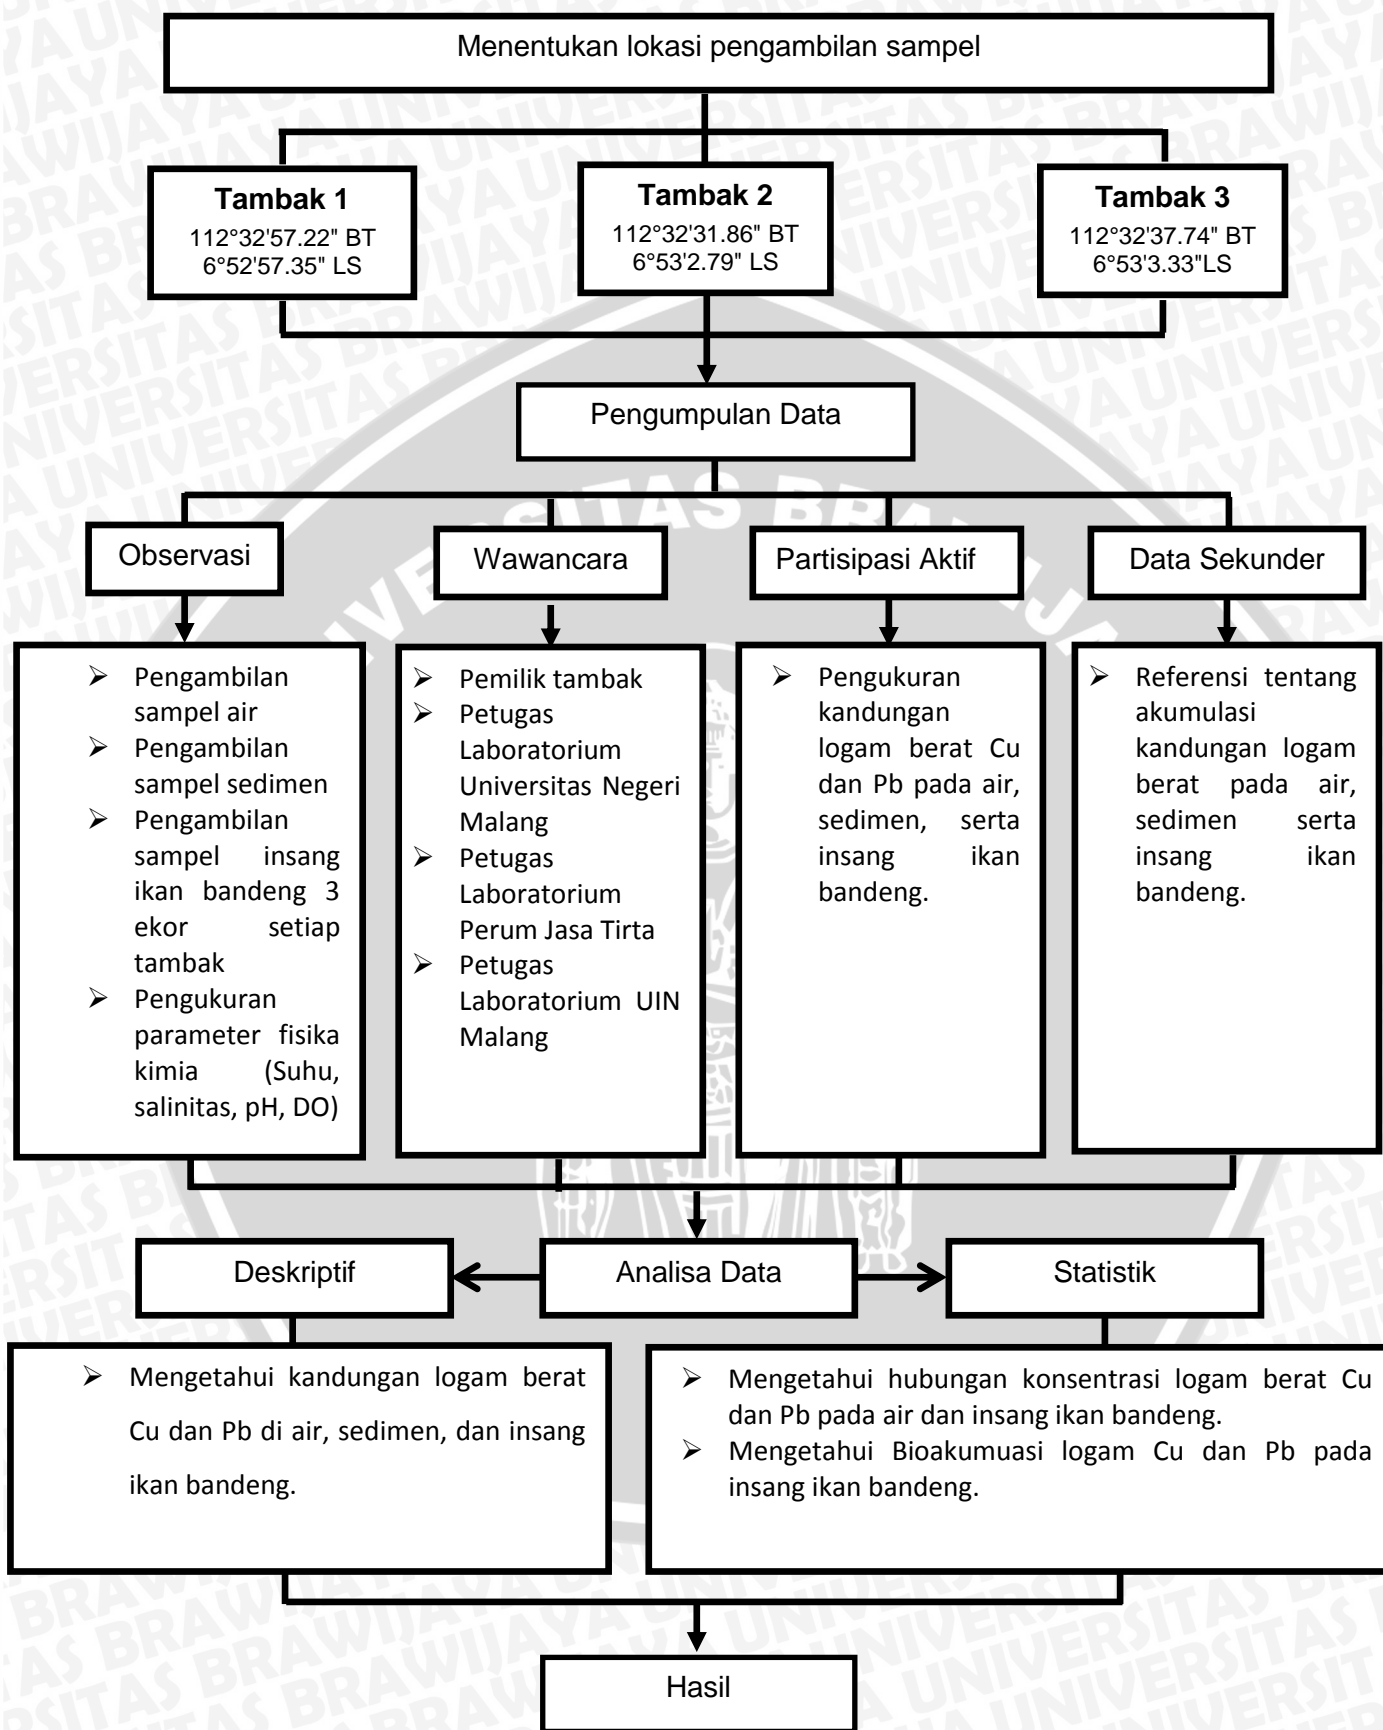 Menentukan lokasi pengambilan sampel
Tambak 1
112°32'57.22" BT
6°52'57.35" LS
Tambak 2
112°32'31.86" BT
6°53'2.79" LS
Tambak 3
112°32'37.74" BT
6°53'3.33"LS
Pengumpulan Data
Observasi
Wawancara
Partisipasi Aktif
Data Sekunder
➢ Pengambilan
sampel air
➢ Pengambilan
sampel sedimen
➢ Pengambilan
sampel insang
ikan bandeng 3
ekor setiap
tambak
➢ Pengukuran
parameter fisika
kimia (Suhu,
salinitas, pH, DO)
➢ Pemilik tambak
➢ Petugas
Laboratorium
Universitas Negeri
Malang
➢ Petugas
Laboratorium
Perum Jasa Tirta
➢ Petugas
Laboratorium UIN
Malang
➢ Pengukuran
kandungan
logam berat Cu
dan Pb pada air,
sedimen, serta
insang ikan
bandeng.
➢ Referensi tentang
akumulasi
kandungan logam
berat pada air,
sedimen serta
insang ikan
bandeng.
Deskriptif
Analisa Data
Statistik
➢ Mengetahui kandungan logam berat
Cu dan Pb di air, sedimen, dan insang
ikan bandeng.
➢ Mengetahui hubungan konsentrasi logam berat Cu
dan Pb pada air dan insang ikan bandeng.
➢ Mengetahui Bioakumuasi logam Cu dan Pb pada
insang ikan bandeng.
Hasil